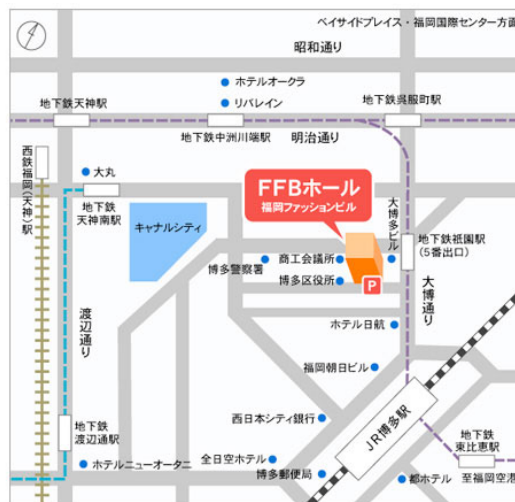 ベイサイドプレイス・福岡国際センター方面
昭和通り
ホテルオークラ
リバレイン
地下鉄天神駅
地下鉄呉服町駅
地下鉄中洲川端駅
明治通り
西鉄福岡(天神)駅
大丸
地下鉄
天神南駅
FFBホール
福岡ファッションビル
キャナルシティ
大博多ビル
地下鉄祇園駅
(5番出口)
商工会議所
博多警察署
博多区役所
P
大博通り
渡辺通り
ホテル日航
福岡朝日ビル
西日本シティ銀行
JR博多駅
地下鉄
渡辺通駅
地下鉄
東比恵駅
全日空ホテル
ホテルニューオータニ
博多郵便局
都ホテル
至福岡空港